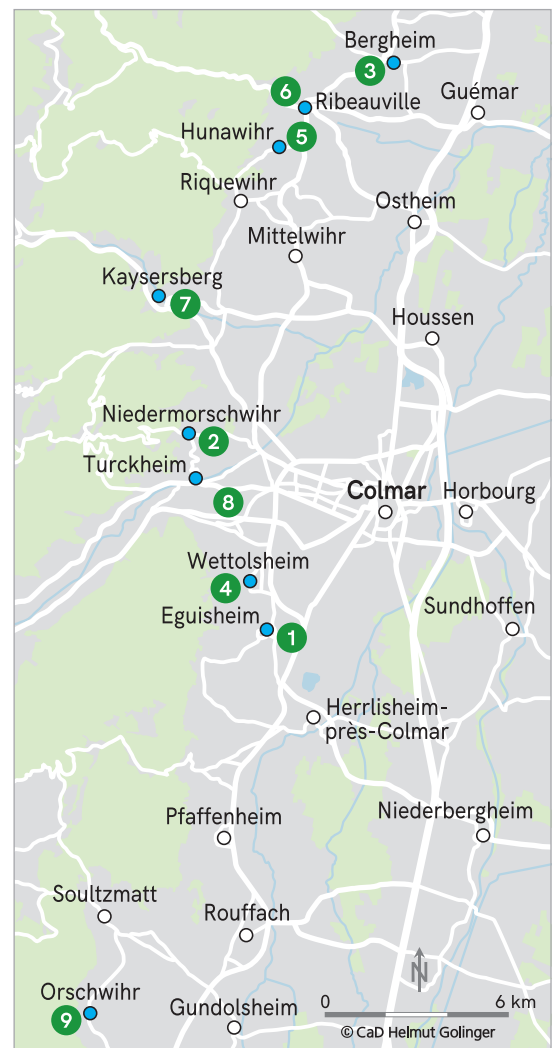 Bergheim
3
6
Ribeauville
Guémar
Hunawihr
5
Riquewihr
Ostheim
Mittelwihr
Kaysersberg
7
Houssen
Niedermorschwihr
2
Turckheim
8
Colmar
Horbourg
Wettolsheim
4
Eguisheim
1
Sundhoffen
Herrlisheim-
près-Colmar
Pfaffenheim
Niederbergheim
Soultzmatt
Rouffach
N
Orschwihr
9
Gundolsheim
0
6 km
© CaD Helmut Golinger